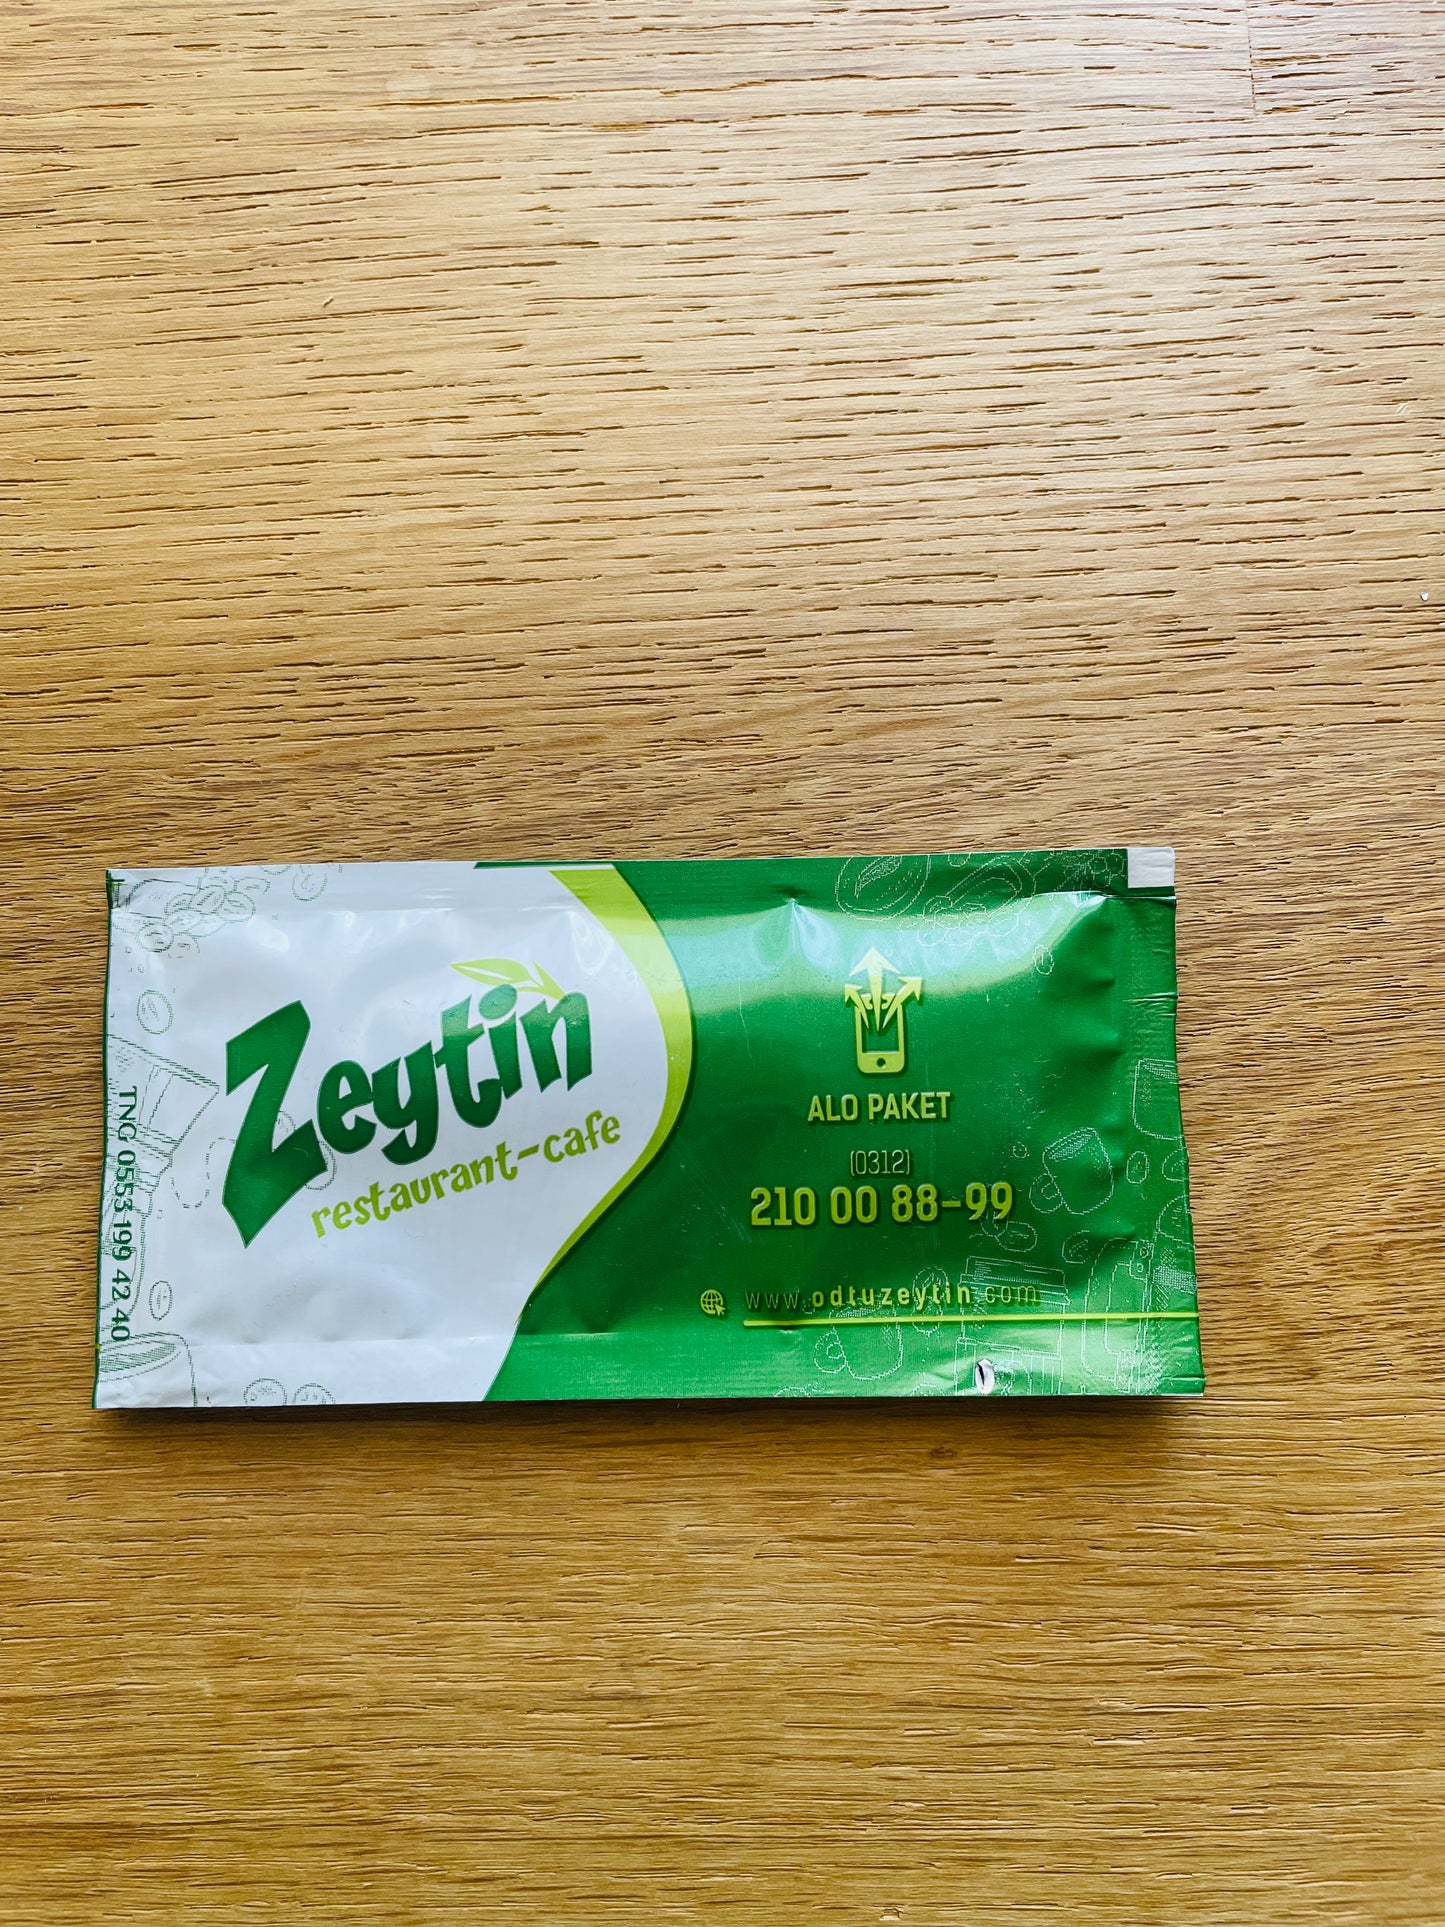 Zeytin
restaurant-cafe
TNG 0553 199 42 40
ALO PAKET
(0312)
210 00 88-99
www.odtuzeytin.com